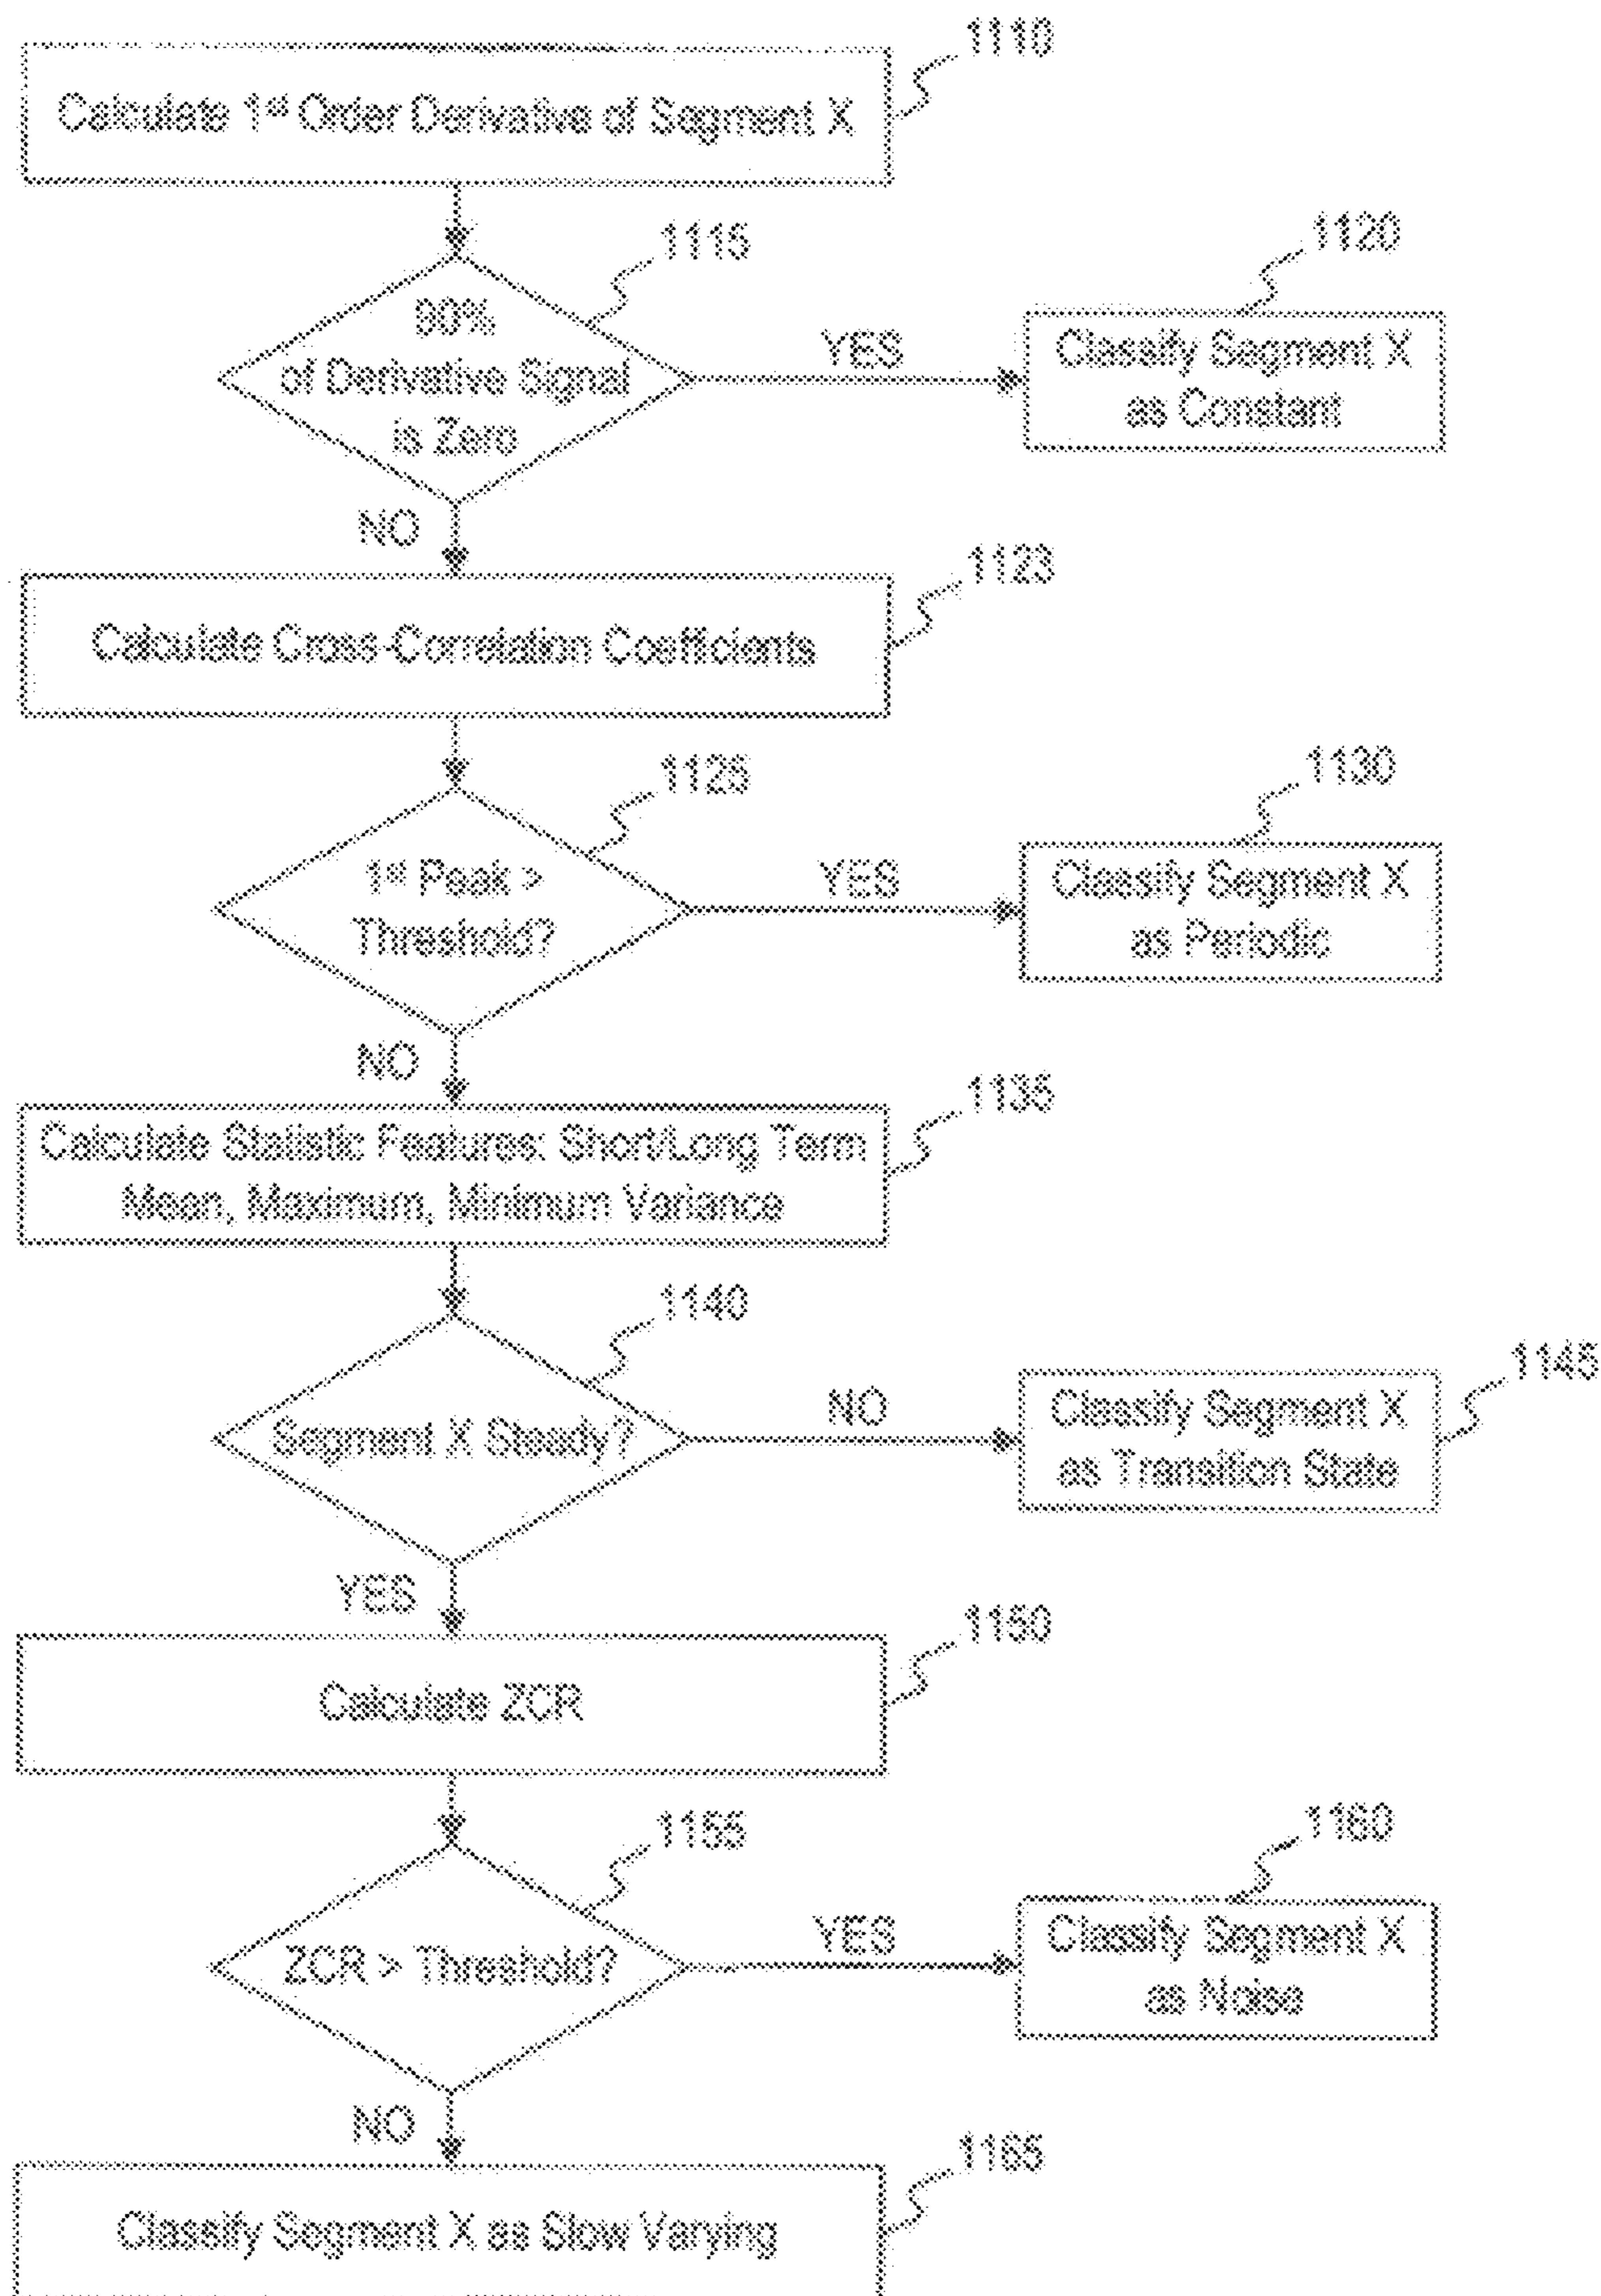 1110
Calculate 1st Order Derivative of Segment X
1115
90%
of Derivative Signal
is Zero
YES
1120
Classify Segment X
as Constant
NO
1123
Calculate Cross-Correlation Coefficients
1125
1st Peak >
Threshold?
YES
1130
Classify Segment X
as Periodic
NO
1135
Calculate Statistic Features: Short/Long Term
Mean, Maximum, Minimum Variance
1140
Segment X Steady?
NO
1145
Classify Segment X
as Transition State
YES
1150
Calculate ZCR
1155
ZCR > Threshold?
YES
1160
Classify Segment X
as Noise
NO
1165
Classify Segment X as Slow Varying